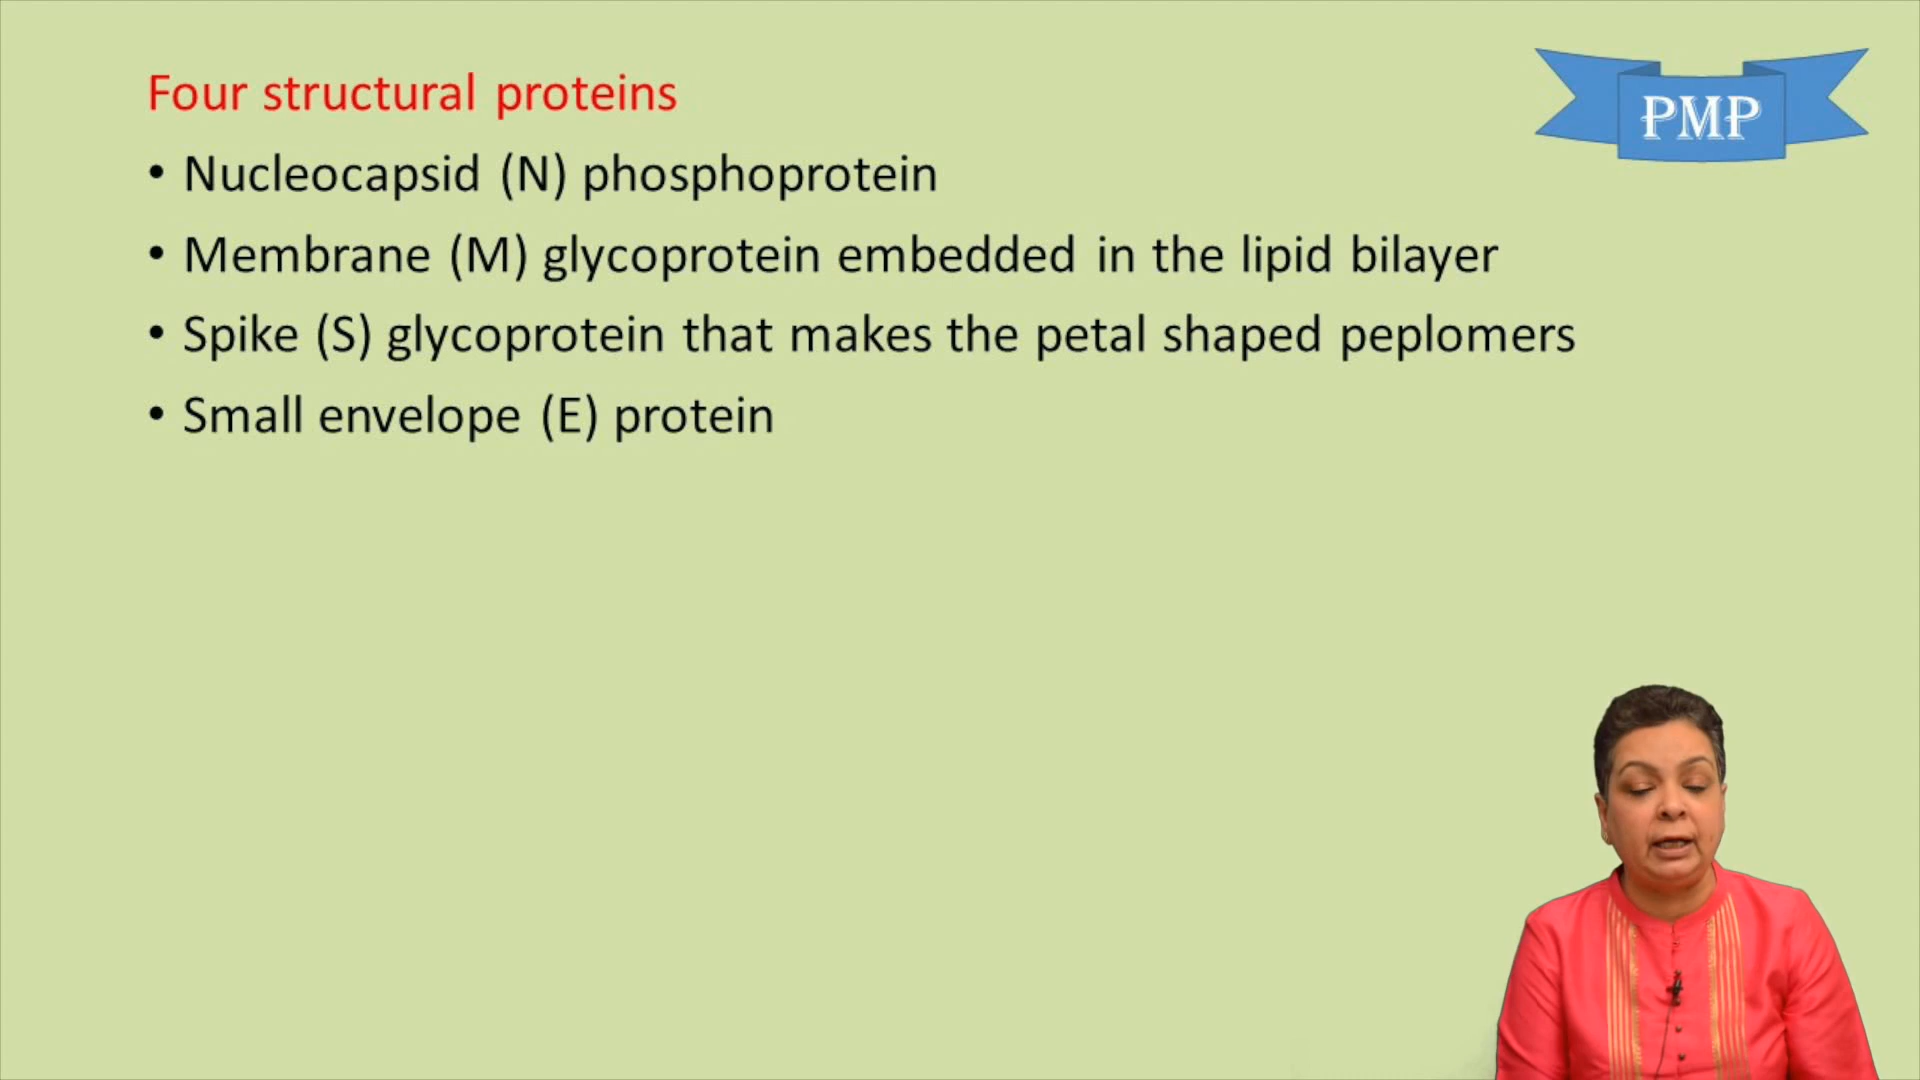 Four structural proteins
PMP
• Nucleocapsid (N) phosphoprotein
• Membrane (M) glycoprotein embedded in the lipid bilayer
• Spike (S) glycoprotein that makes the petal shaped peplomers
• Small envelope (E) protein